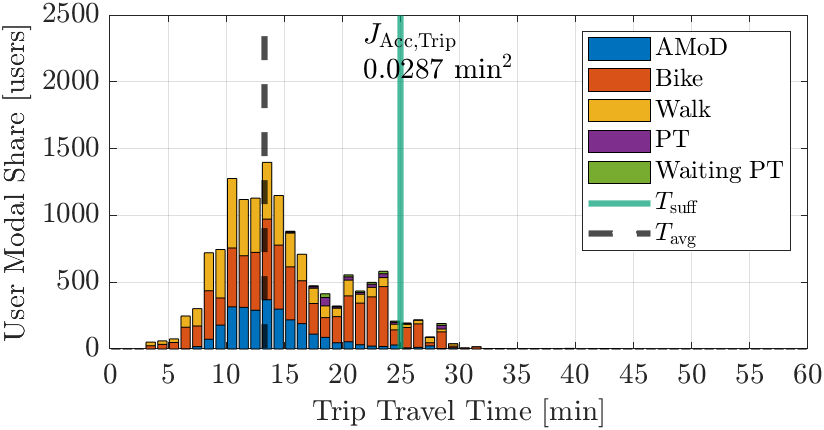 J_Acc,Trip
0.0287 min²
AMoD
Bike
Walk
PT
Waiting PT
T_suff
T_avg
User Modal Share [users]
2500
2000
1500
1000
500
0
0 5 10 15 20 25 30 35 40 45 50 55 60
Trip Travel Time [min]